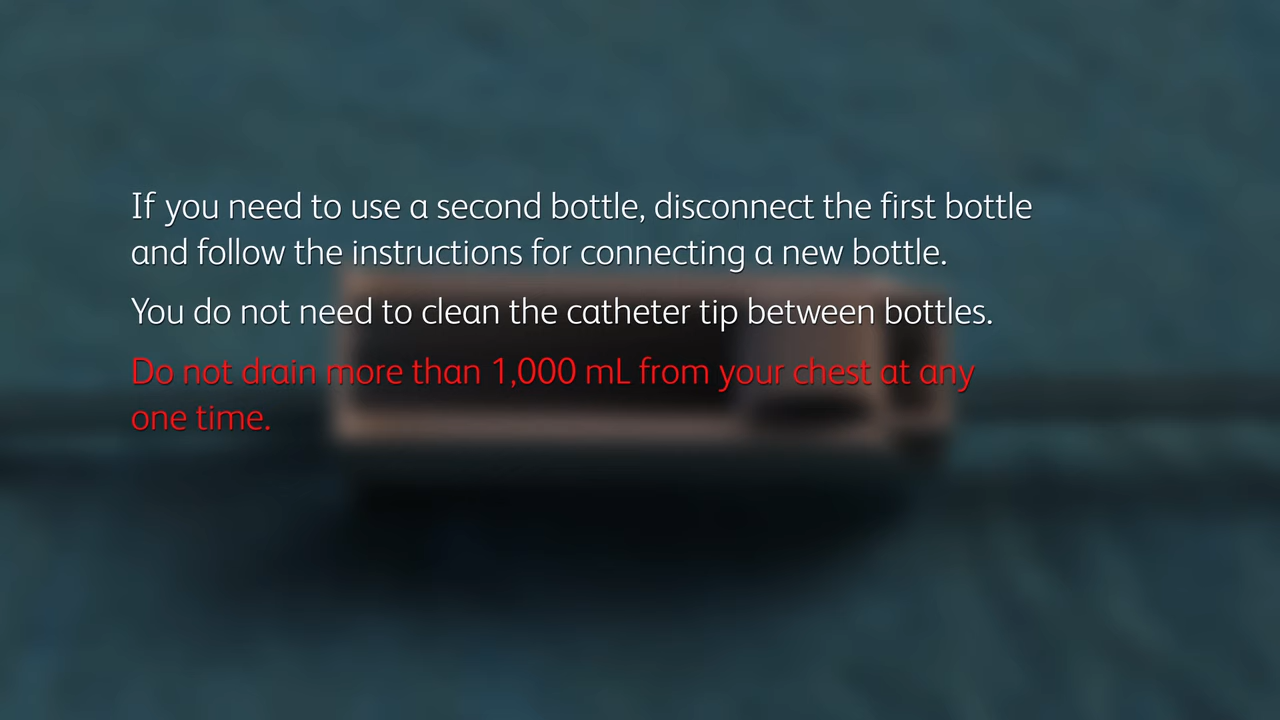 If you need to use a second bottle, disconnect the first bottle
and follow the instructions for connecting a new bottle.
You do not need to clean the catheter tip between bottles.
Do not drain more than 1,000 mL from your chest at any
one time.